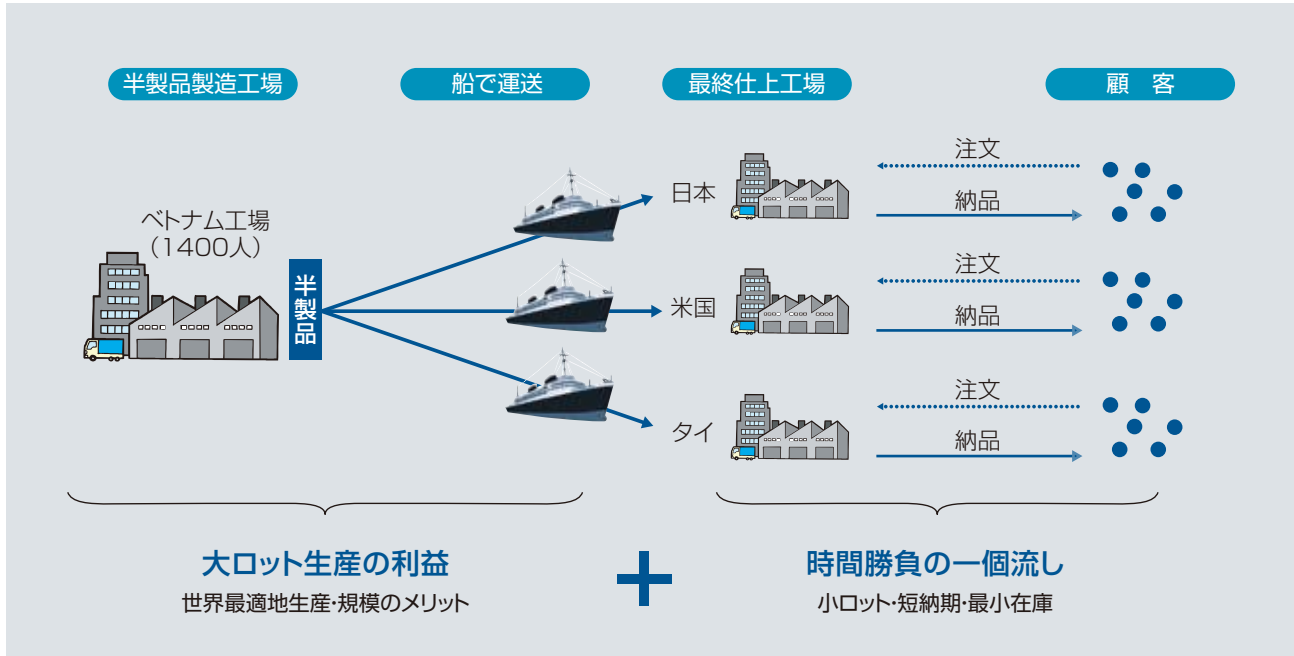 半製品製造工場
船で運送
最終仕上工場
顧 客
ベトナム工場
(1400人)
半製品
日本
注文
納品
米国
注文
納品
タイ
注文
納品
大ロット生産の利益
世界最適地生産・規模のメリット
+
時間勝負の一個流し
小ロット・短納期・最小在庫